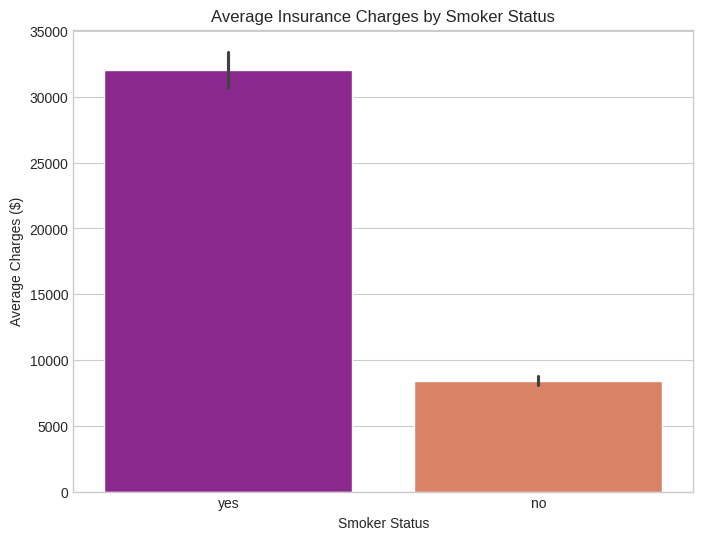 Average Insurance Charges by Smoker Status
35000
30000
25000
20000
15000
10000
5000
0
Average Charges ($)
yes
no
Smoker Status